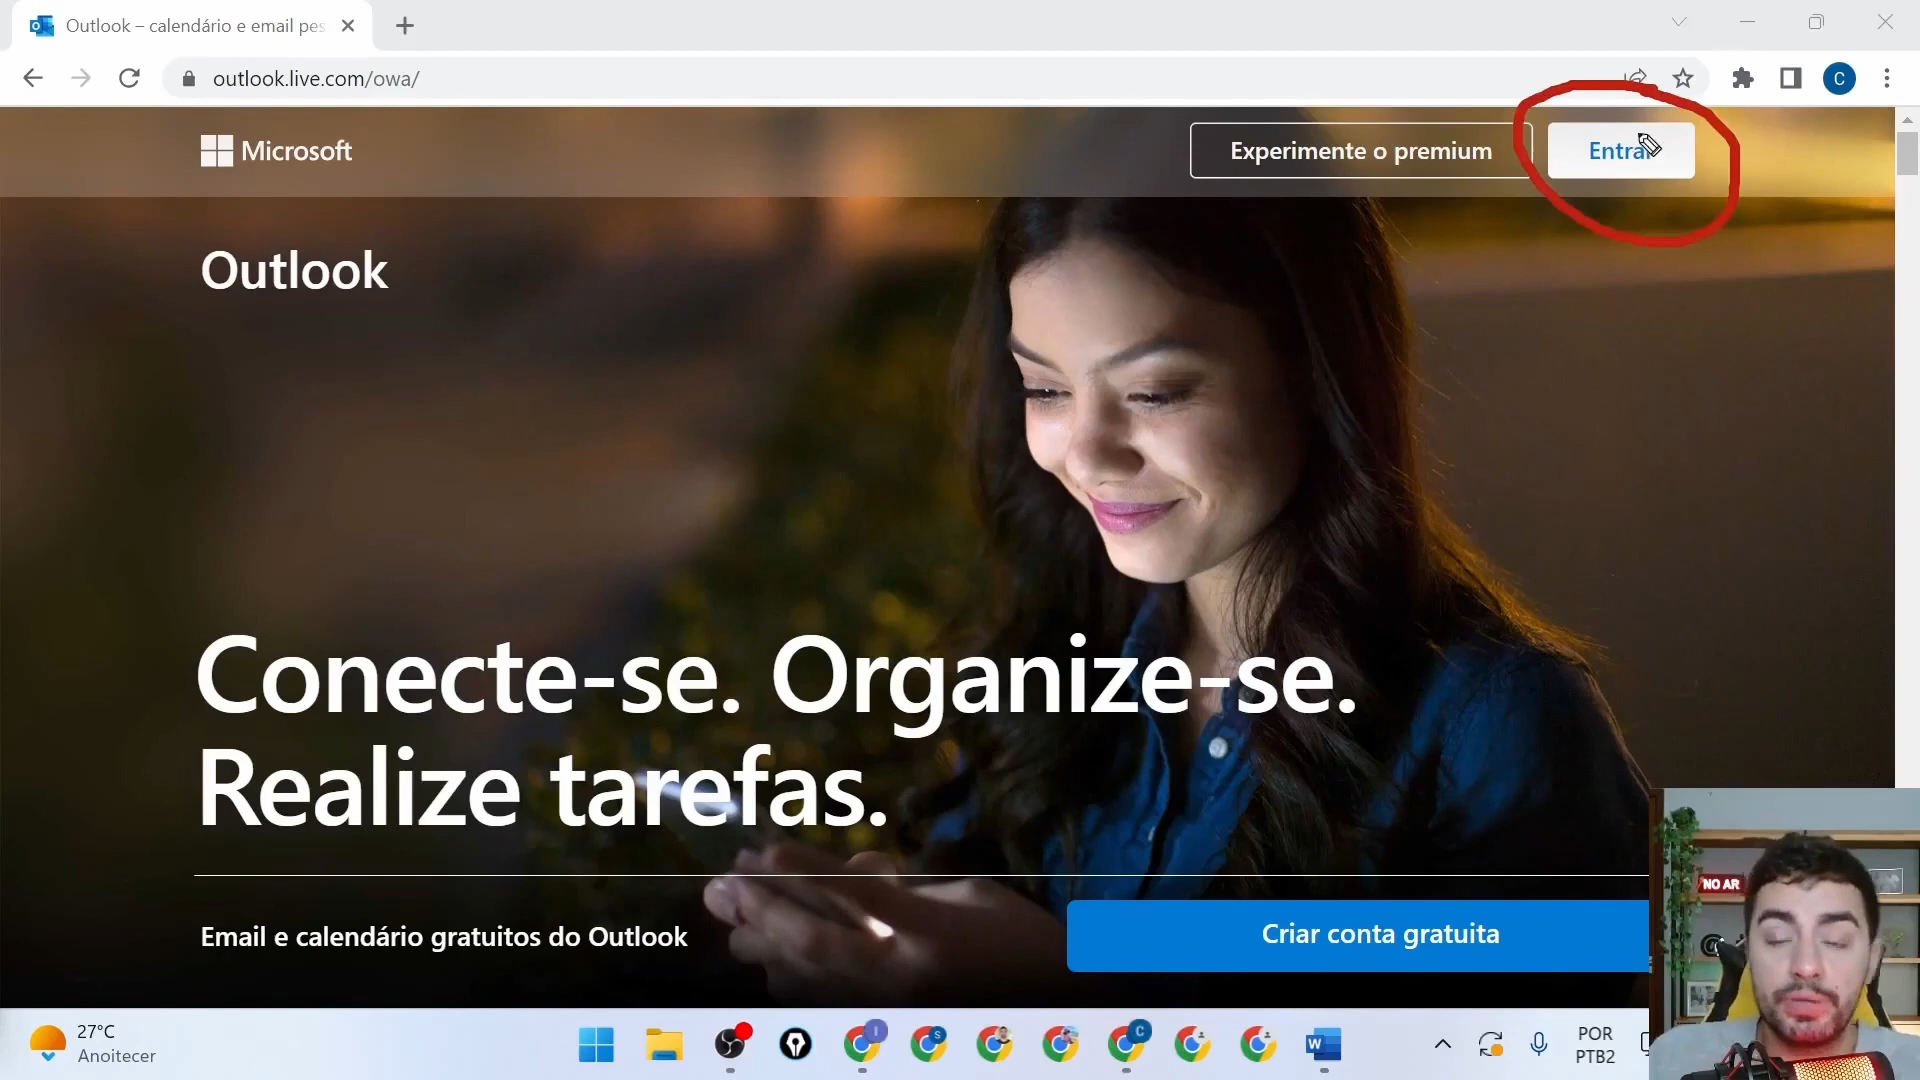 Outlook – calendário e email pes
outlook.live.com/owa/
C
Microsoft
Experimente o premium
Entrar
Outlook
Conecte-se. Organize-se.
Realize tarefas.
Email e calendário gratuitos do Outlook
Criar conta gratuita
NO AR
27°C
Anoitecer
I
S
C
W
POR
PTB2